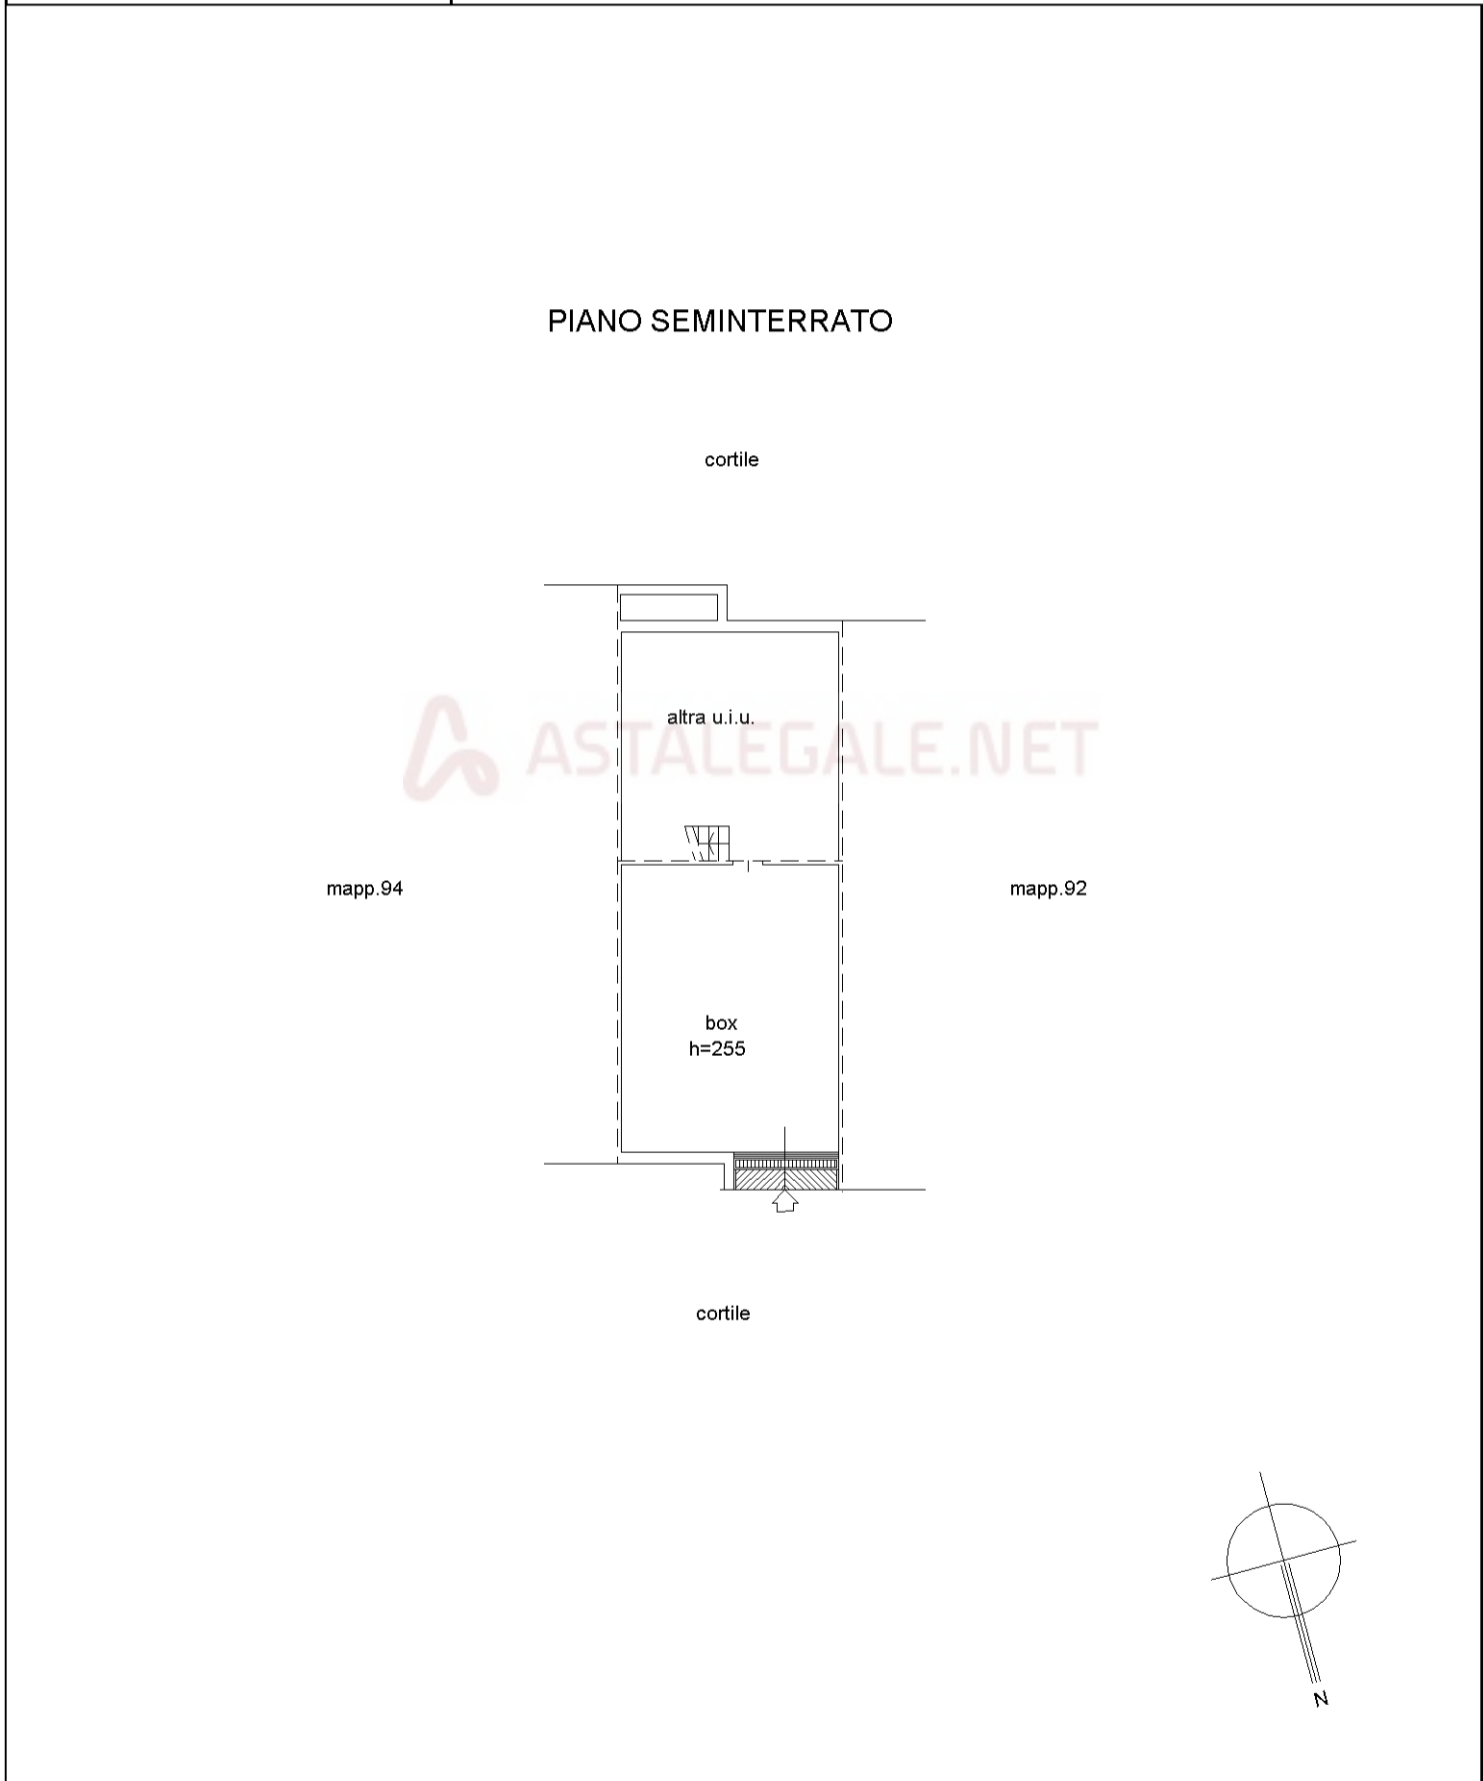 PIANO SEMINTERRATO
cortile
altra u.i.u.
ASTALEGALE.NET
mapp.94
mapp.92
box
h=255
cortile
N